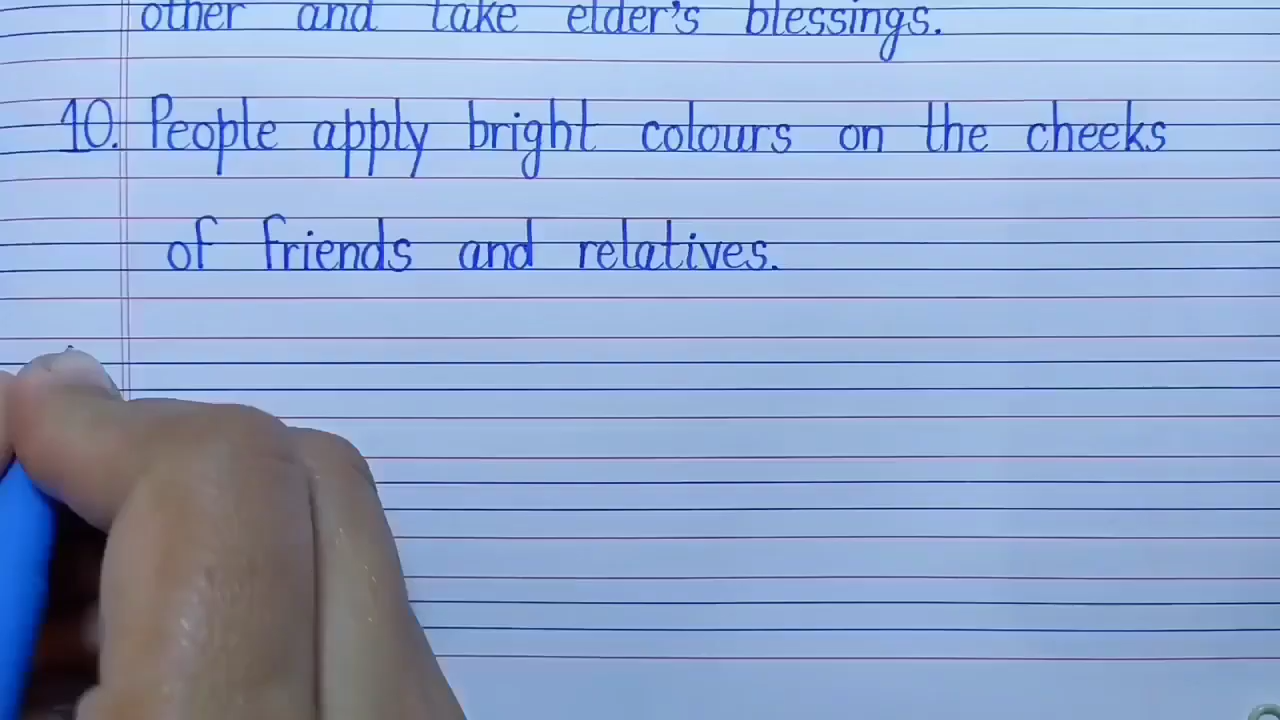 other and take elder's blessings.
10. People apply bright colours on the cheeks
of friends and relatives.